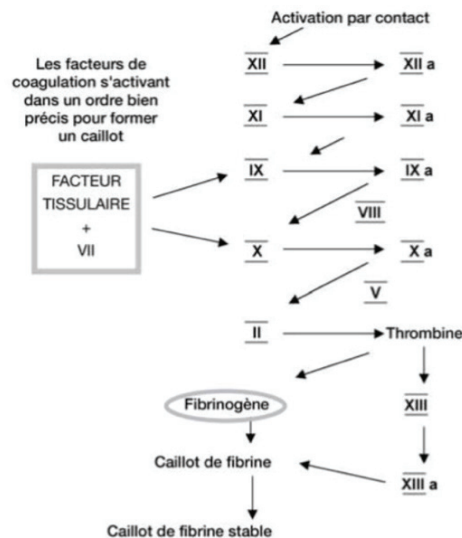 Activation par contact
Les facteurs de
coagulation s'activant
dans un ordre bien
précis pour former
un caillot
XII
XII a
XI
XI a
FACTEUR
TISSULAIRE
+
VII
IX
IX a
VIII
X
X a
V
II
Thrombine
Fibrinogène
XIII
Caillot de fibrine
XIII a
Caillot de fibrine stable